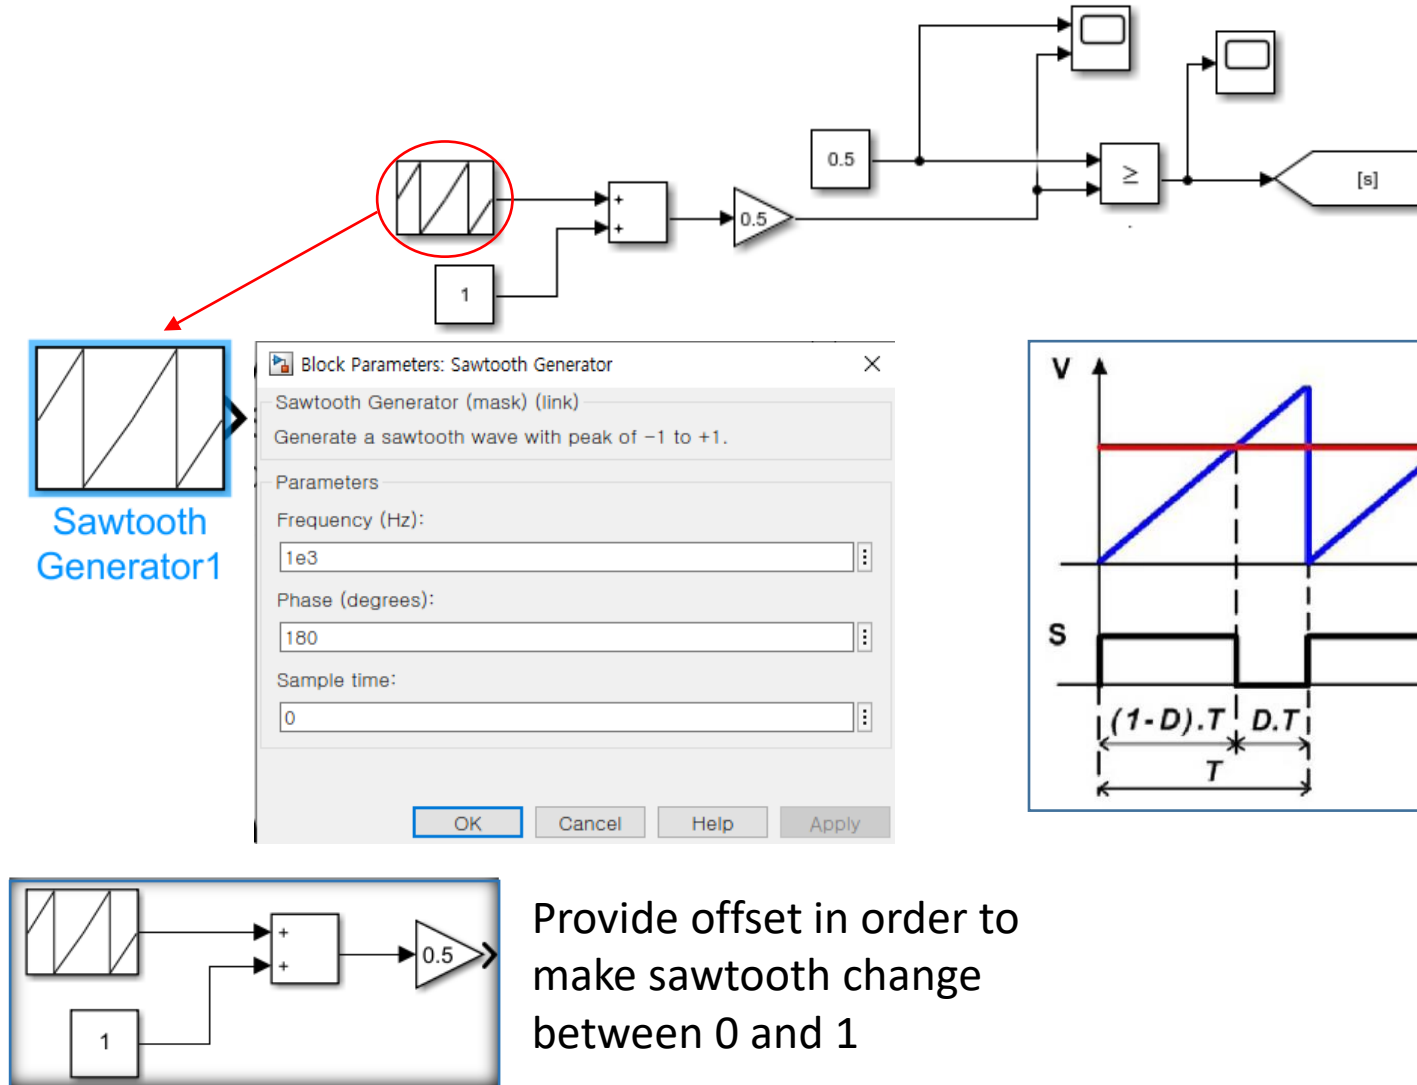 0.5
≥
[s]
+
+
0.5
1
Sawtooth
Generator1
Block Parameters: Sawtooth Generator
Sawtooth Generator (mask) (link)
Generate a sawtooth wave with peak of -1 to +1.
Parameters
Frequency (Hz):
1e3
Phase (degrees):
180
Sample time:
0
OK Cancel Help Apply
V
S
(1-D).T D.T
T
+
+
0.5
1
Provide offset in order to
make sawtooth change
between 0 and 1